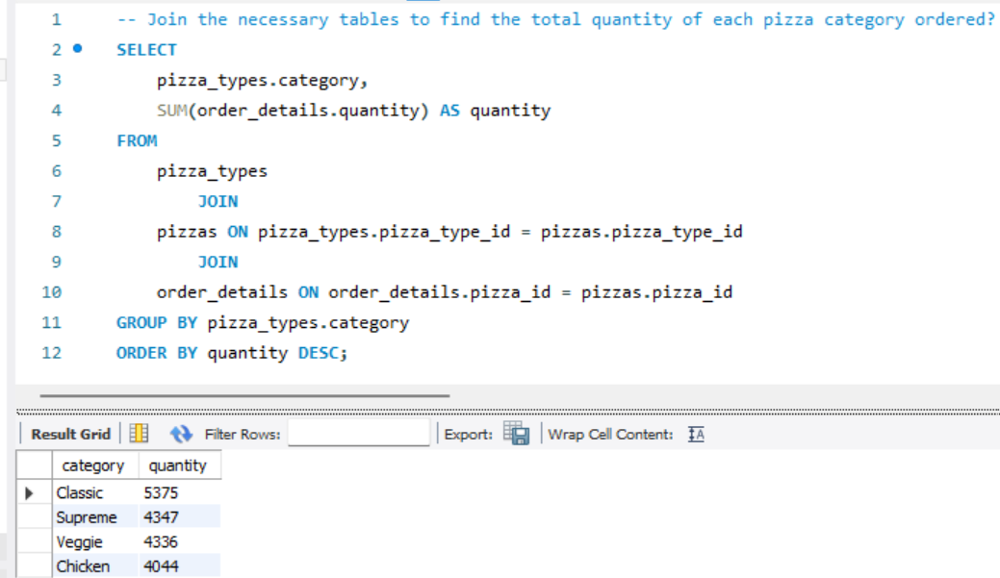 1 -- Join the necessary tables to find the total quantity of each pizza category ordered?
2 SELECT
3 pizza_types.category,
4 SUM(order_details.quantity) AS quantity
5 FROM
6 pizza_types
7 JOIN
8 pizzas ON pizza_types.pizza_type_id = pizzas.pizza_type_id
9 JOIN
10 order_details ON order_details.pizza_id = pizzas.pizza_id
11 GROUP BY pizza_types.category
12 ORDER BY quantity DESC;
Result Grid Filter Rows: Export: Wrap Cell Content: IA
category quantity
Classic 5375
Supreme 4347
Veggie 4336
Chicken 4044